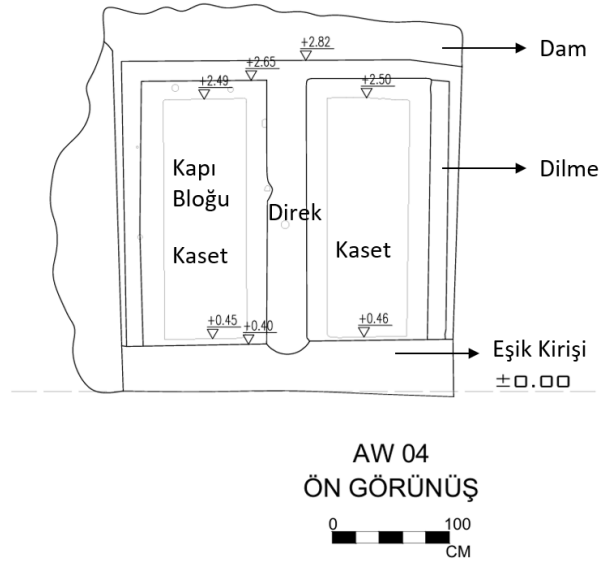 +2.82
Dam
+2.65
+2.49
+2.50
Kapı
Bloğu
Dilme
Direk
Kaset
Kaset
+0.45
+0.40
+0.46
Eşik Kirişi
±0.00
AW 04
ÖN GÖRÜNÜŞ
0 100
CM